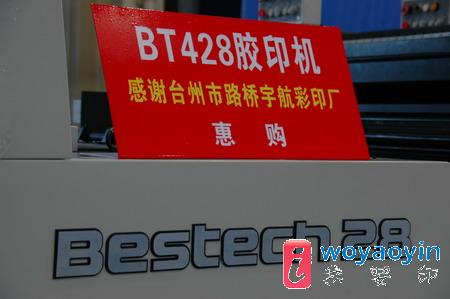 BT428胶印机
感谢台州市路桥宇航彩印厂
惠 购
Bestech 28
i woyaoyin
我要印